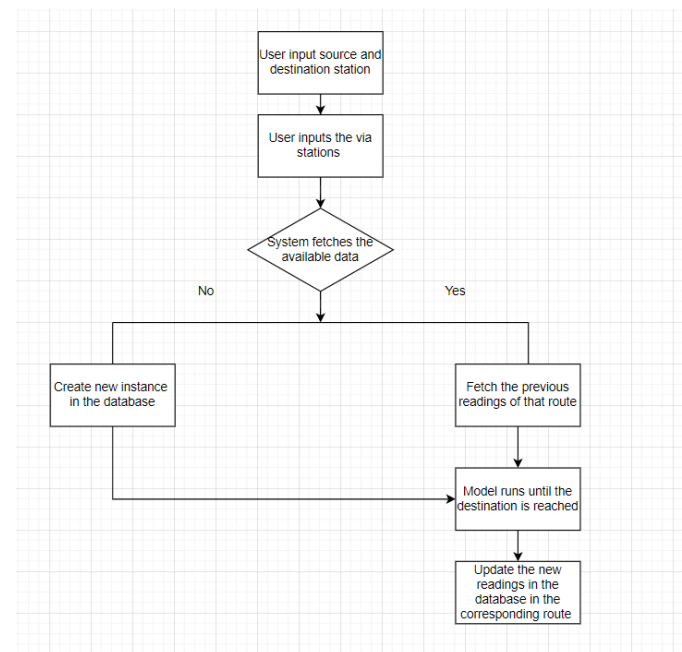 User input source and
destination station
User inputs the via
stations
System fetches the
available data
No
Yes
Create new instance
in the database
Fetch the previous
readings of that route
Model runs until the
destination is reached
Update the new
readings in the
database in the
corresponding route